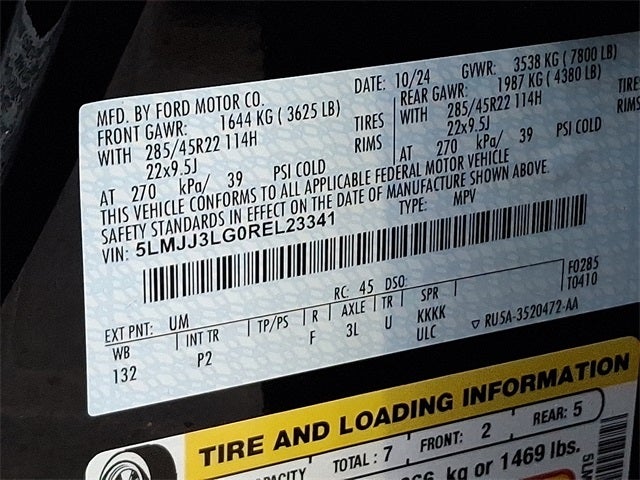 MFD. BY FORD MOTOR CO.
DATE: 10/24 GVWR: 3538 KG ( 7800 LB)
FRONT GAWR: 1644 KG ( 3625 LB) REAR GAWR: 1987 KG ( 4380 LB)
WITH 285/45R22 114H TIRES WITH 285/45R22 114H TIRES
22x9.5J RIMS 22x9.5J RIMS
AT 270 kPa/ 39 PSI COLD AT 270 kPa/ 39 PSI COLD
THIS VEHICLE CONFORMS TO ALL APPLICABLE FEDERAL MOTOR VEHICLE
SAFETY STANDARDS IN EFFECT ON THE DATE OF MANUFACTURE SHOWN ABOVE.
VIN: 5LMJJ3LG0REL23341 TYPE: MPV
F0285
RC: 45 DSO: T0410
EXT PNT: UM
WB INT TR TP/PS R AXLE TR SPR
132 P2 F 3L U KKKK
ULC ▽ RU5A-3520472-AA
TIRE AND LOADING INFORMATION
TOTAL : 7 FRONT: 2 REAR: 5
kg or 1469 lbs.